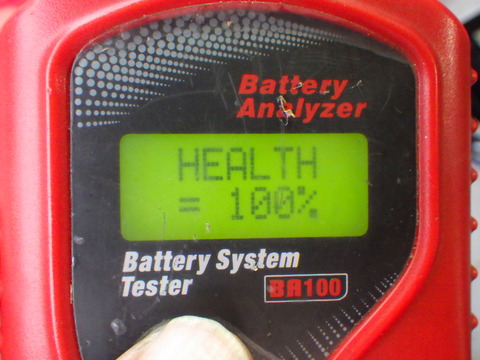 Battery
Analyzer
HEALTH
= 100%
Battery System
Tester
BA100